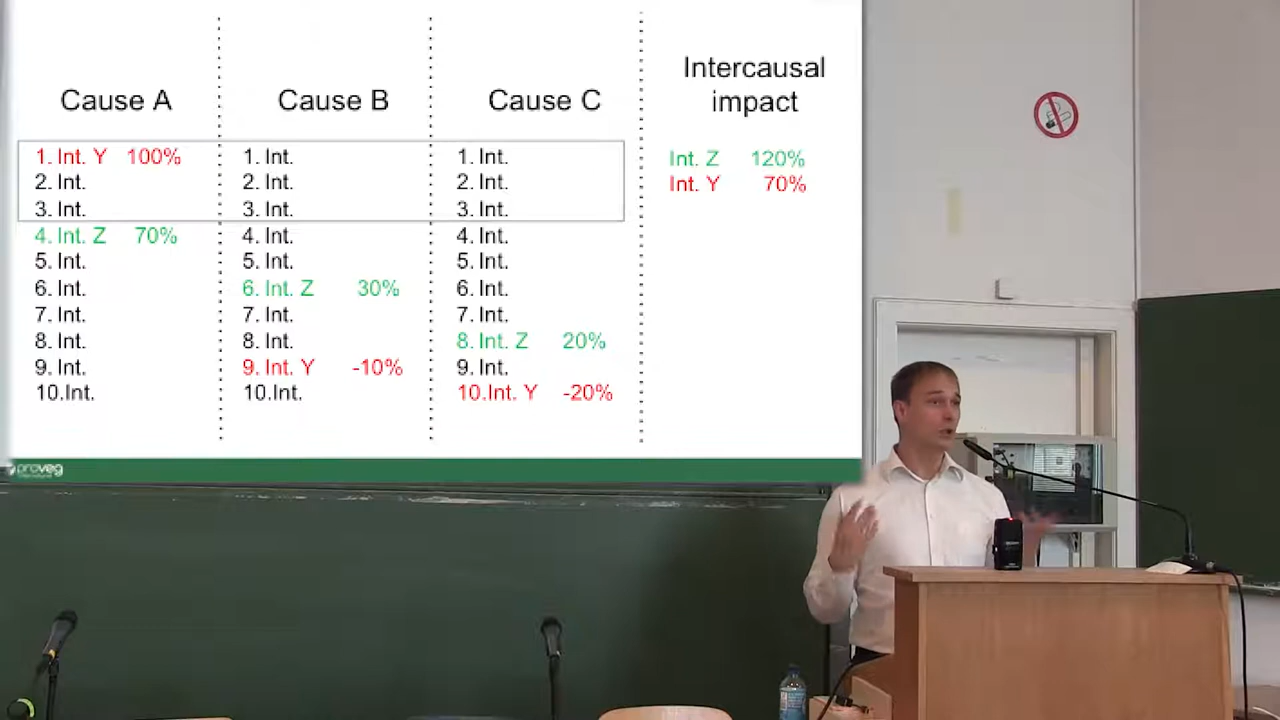 Cause A
1. Int. Y 100%
2. Int.
3. Int.
4. Int. Z 70%
5. Int.
6. Int.
7. Int.
8. Int.
9. Int.
10.Int.
Cause B
1. Int.
2. Int.
3. Int.
4. Int.
5. Int.
6. Int. Z 30%
7. Int.
8. Int.
9. Int. Y -10%
10.Int.
Cause C
1. Int.
2. Int.
3. Int.
4. Int.
5. Int.
6. Int.
7. Int.
8. Int. Z 20%
9. Int.
10.Int. Y -20%
Intercausal
impact
Int. Z 120%
Int. Y 70%
proveg